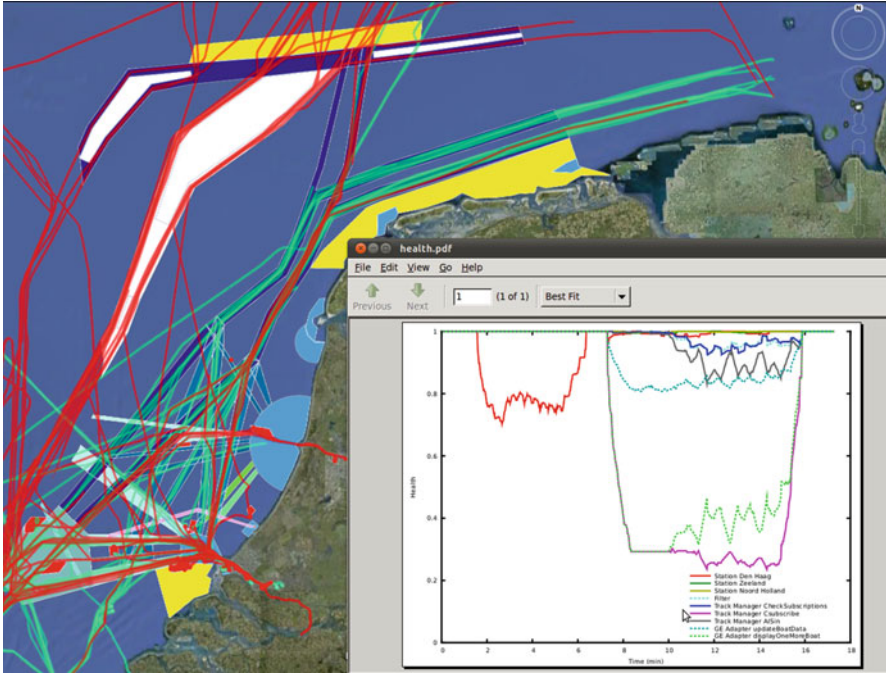 N
health.pdf
File Edit View Go Help
Previous Next 1 (1 of 1) Best Fit
1
0.8
0.6
0.4
0.2
0
Health
Station Den Haag
Station Zeeland
Station Noord Holland
Filter
Track Manager CheckSubscriptions
Track Manager Csubscribe
Track Manager AISin
GE Adapter updateBoatData
GE Adapter displayOneMoreBoat
0 2 4 6 8 10 12 14 16 18
Time (min)